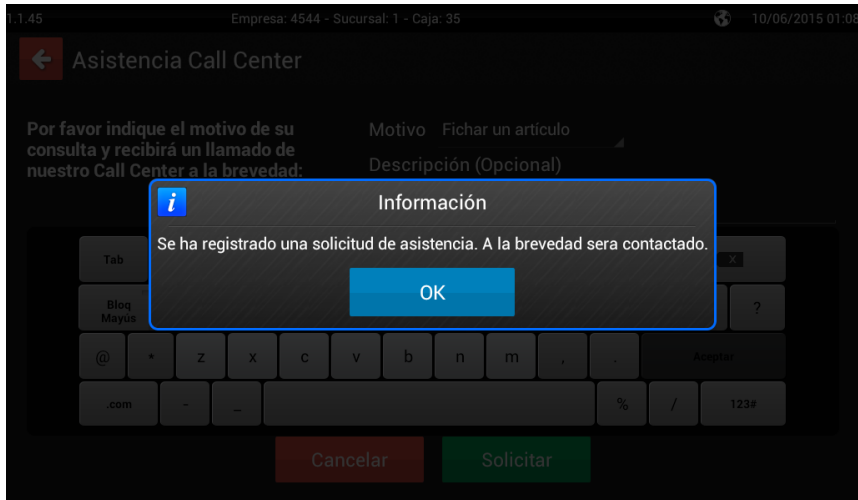 1.1.45 Empresa: 4544 - Sucursal: 1 - Caja: 35 10/06/2015 01:08
Asistencia Call Center
Por favor indique el motivo de su
consulta y recibirá un llamado de
nuestro Call Center a la brevedad:
Motivo Fichar un artículo
Descripción (Opcional)
i Información
Se ha registrado una solicitud de asistencia. A la brevedad sera contactado.
OK
Tab X
Bloq
Mayús ?
@ * z x c v b n m , . Aceptar
.com - _ % / 123#
Cancelar Solicitar